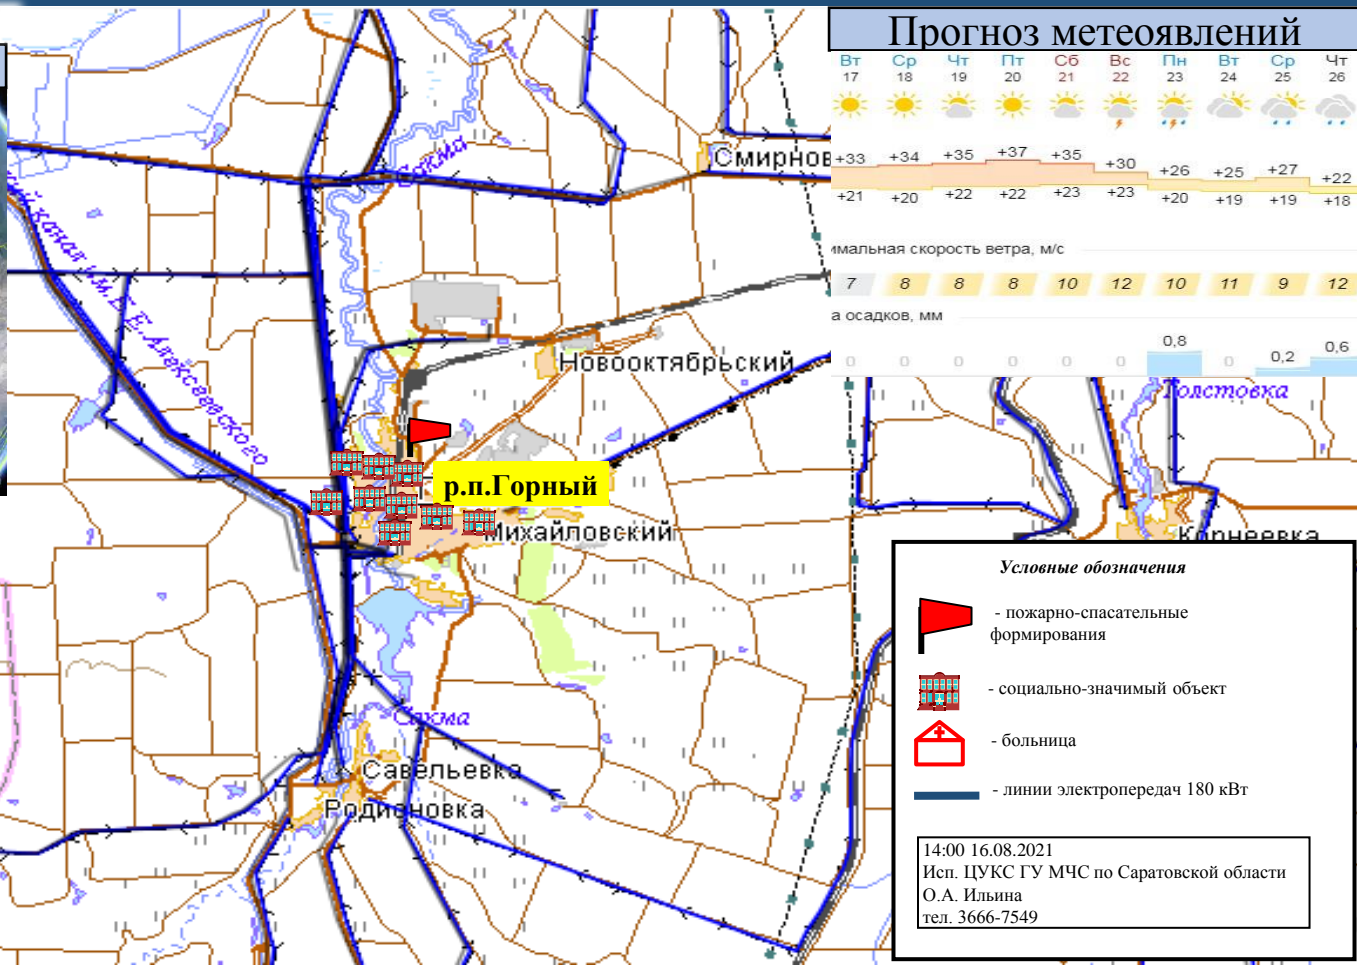 Прогноз метеоявлений
Вт Ср Чт Пт Сб Вс Пн Вт Ср Чт
17 18 19 20 21 22 23 24 25 26
+33 +34 +35 +37 +35 +30 +26 +25 +27 +22
+21 +20 +22 +22 +23 +23 +20 +19 +19 +18
имальная скорость ветра, м/с
7 8 8 8 10 12 10 11 9 12
а осадков, мм
0 0 0 0 0 0 0,8 0 0,2 0,6
Сакма
Смирнов
канал им.Е.Е.Алексеевского
Новооктябрьский
Толстовка
р.п.Горный
Михайловский
Корнеевка
Сакма
Савельевка
Родионовка
Условные обозначения
- пожарно-спасательные
формирования
- социально-значимый объект
- больница
- линии электропередач 180 кВт
14:00 16.08.2021
Исп. ЦУКС ГУ МЧС по Саратовской области
О.А. Ильина
тел. 3666-7549